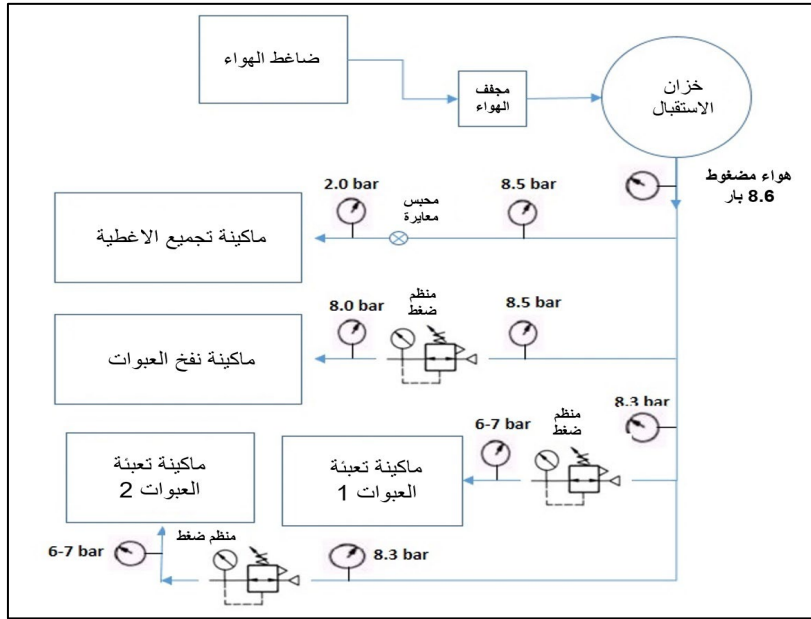 ضاغط الهواء
مجفف
الهواء
خزان
الاستقبال
هواء مضغوط
8.6 بار
2.0 bar
محبس
معايرة
8.5 bar
ماكينة تجميع الاغطية
8.0 bar
منظم
ضغط
8.5 bar
ماكينة نفخ العبوات
8.3 bar
منظم
ضغط
6-7 bar
ماكينة تعبئة
العبوات 1
ماكينة تعبئة
العبوات 2
6-7 bar
منظم ضغط
8.3 bar